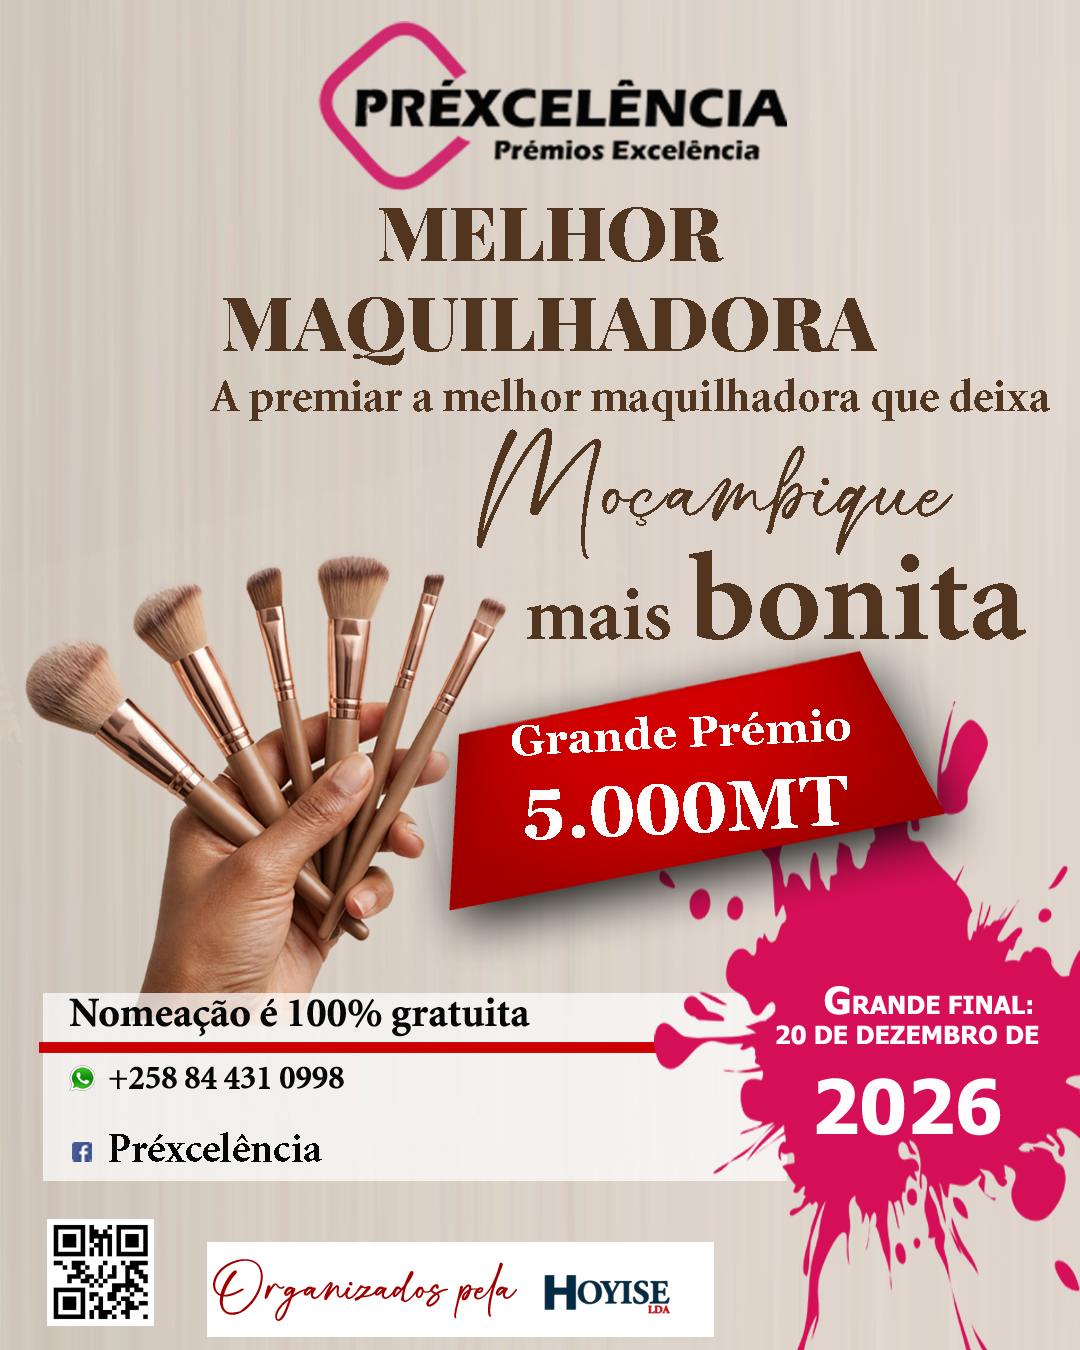 PRÉXCELÊNCIA
Prémios Excelência
MELHOR
MAQUILHADORA
A premiar a melhor maquilhadora que deixa
Moçambique
mais bonita
Grande Prémio
5.000MT
Nomeação é 100% gratuita
+258 84 431 0998
Préxcelência
GRANDE FINAL:
20 DE DEZEMBRO DE
2026
Organizados pela HOYISE
LDA